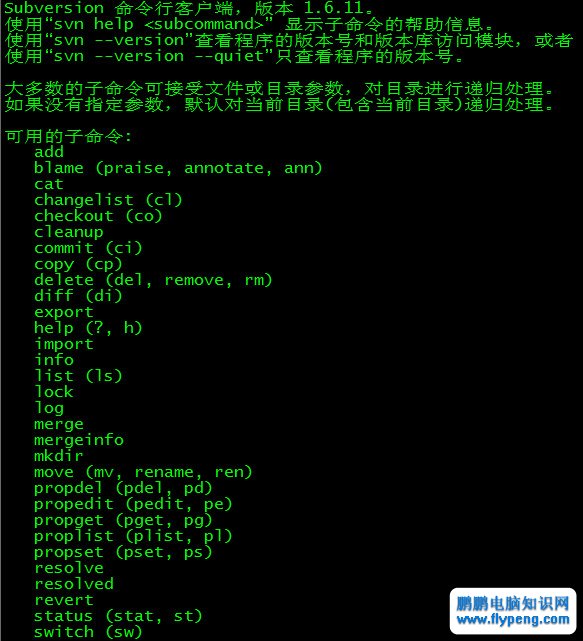 Subversion 命令行客户端，版本 1.6.11。
使用“svn help <subcommand>” 显示子命令的帮助信息。
使用“svn --version”查看程序的版本号和版本库访问模块，或者
使用“svn --version --quiet”只查看程序的版本号。
大多数的子命令可接受文件或目录参数，对目录进行递归处理。
如果没有指定参数，默认对当前目录(包含当前目录)递归处理。
可用的子命令:
add
blame (praise, annotate, ann)
cat
changelist (cl)
checkout (co)
cleanup
commit (ci)
copy (cp)
delete (del, remove, rm)
diff (di)
export
help (?, h)
import
info
list (ls)
lock
log
merge
mergeinfo
mkdir
move (mv, rename, ren)
propdel (pdel, pd)
propedit (pedit, pe)
propget (pget, pg)
proplist (plist, pl)
propset (pset, ps)
resolve
resolved
revert
status (stat, st)
switch (sw)
鹏鹏电脑知识网
www.flypeng.com